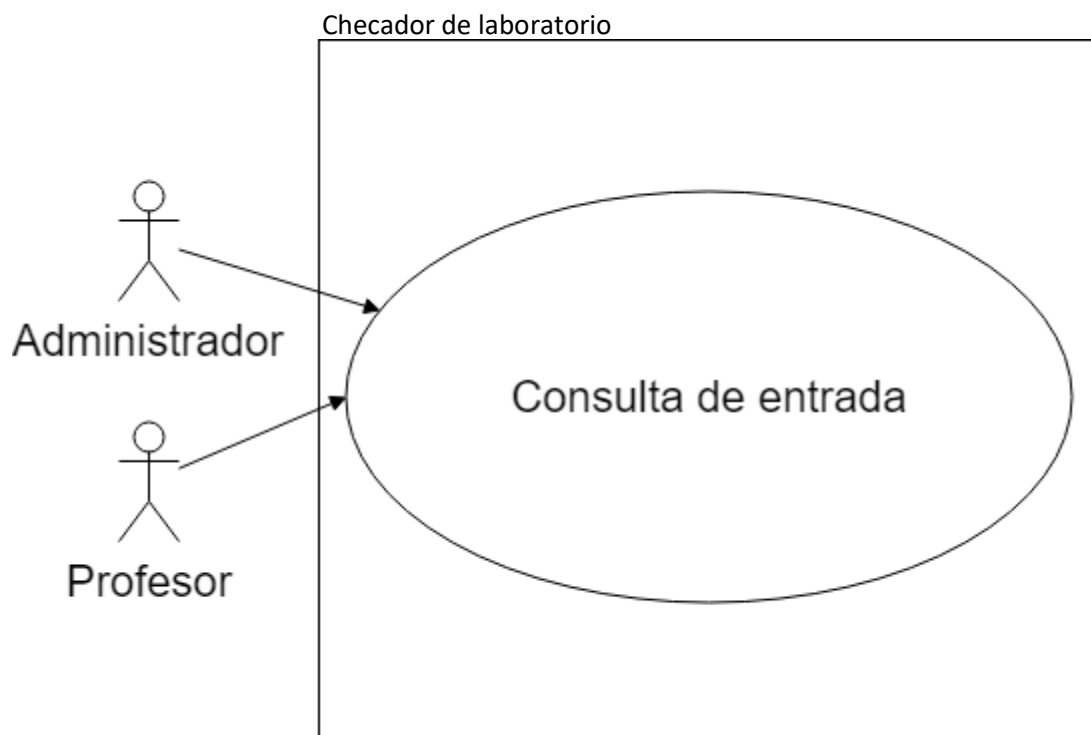 Checador de laboratorio
Administrador
Consulta de entrada
Profesor